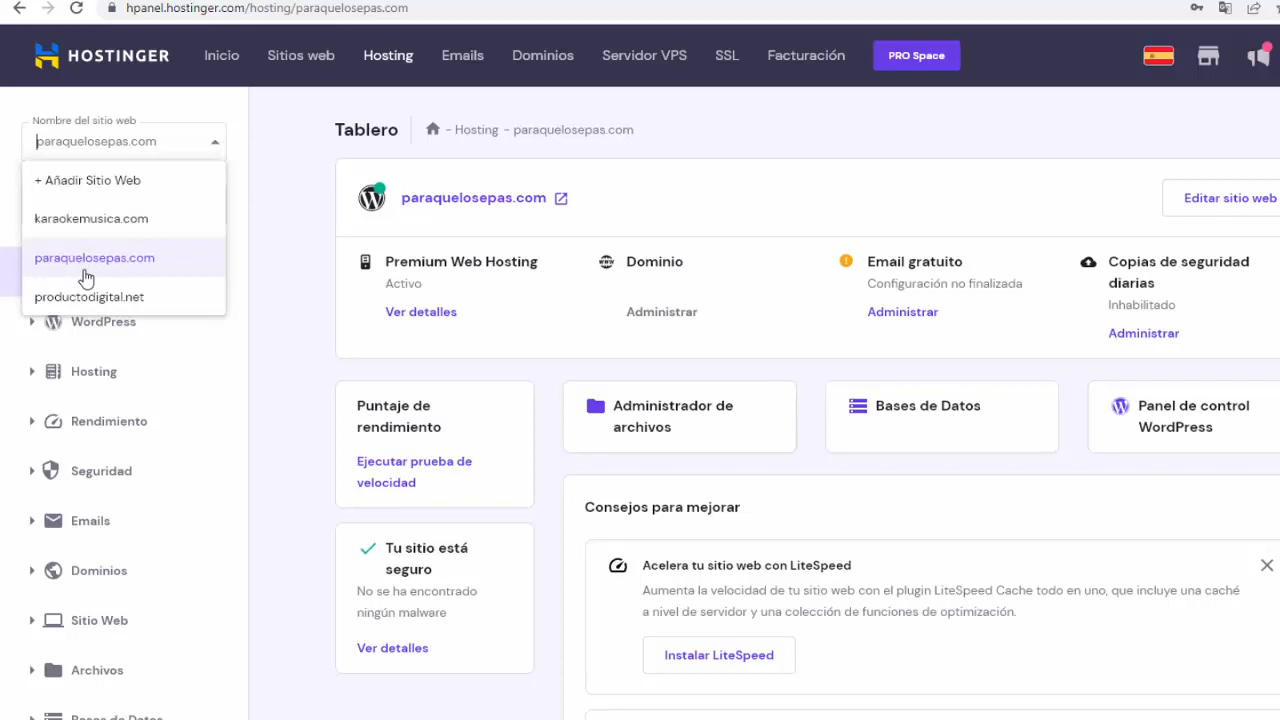 hpanel.hostinger.com/hosting/paraquelosepas.com
HOSTINGER
Inicio
Sitios web
Hosting
Emails
Dominios
Servidor VPS
SSL
Facturación
PRO Space
Nombre del sitio web
paraquelosepas.com
+ Añadir Sitio Web
karaokemusica.com
paraquelosepas.com
productodigital.net
WordPress
Hosting
Rendimiento
Seguridad
Emails
Dominios
Sitio Web
Archivos
Bases de Datos
Tablero
- Hosting - paraquelosepas.com
paraquelosepas.com
Editar sitio web
Premium Web Hosting
Activo
Ver detalles
Dominio
Administrar
Email gratuito
Configuración no finalizada
Administrar
Copias de seguridad
diarias
Inhabilitado
Administrar
Puntaje de
rendimiento
Ejecutar prueba de
velocidad
Administrador de
archivos
Bases de Datos
Panel de control
WordPress
Tu sitio está
seguro
No se ha encontrado
ningún malware
Ver detalles
Consejos para mejorar
Acelera tu sitio web con LiteSpeed
Aumenta la velocidad de tu sitio web con el plugin LiteSpeed Cache todo en uno, que incluye una caché
a nivel de servidor y una colección de funciones de optimización.
Instalar LiteSpeed